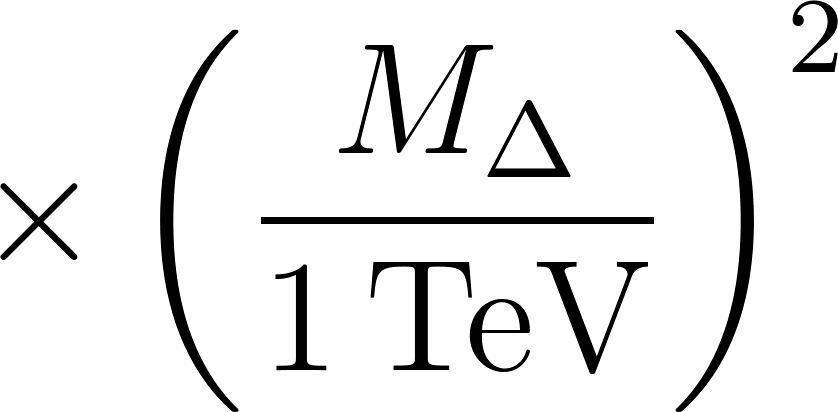 × (M_Δ / 1 TeV)²